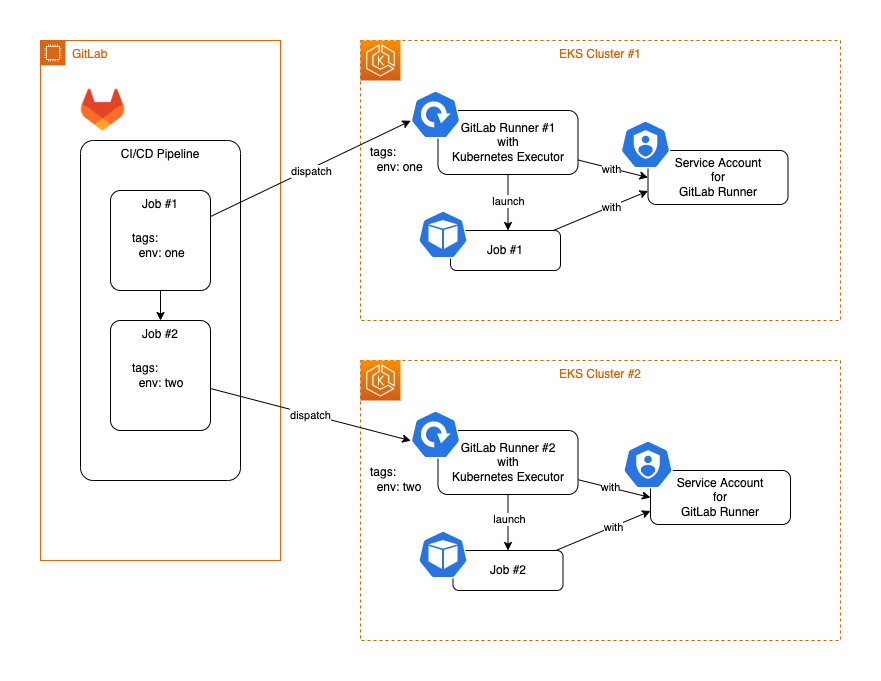 GitLab
CI/CD Pipeline
Job #1
tags:
env: one
Job #2
tags:
env: two
dispatch
dispatch
EKS Cluster #1
GitLab Runner #1
with
Kubernetes Executor
tags:
env: one
launch
Job #1
with
with
Service Account
for
GitLab Runner
EKS Cluster #2
GitLab Runner #2
with
Kubernetes Executor
tags:
env: two
launch
Job #2
with
with
Service Account
for
GitLab Runner